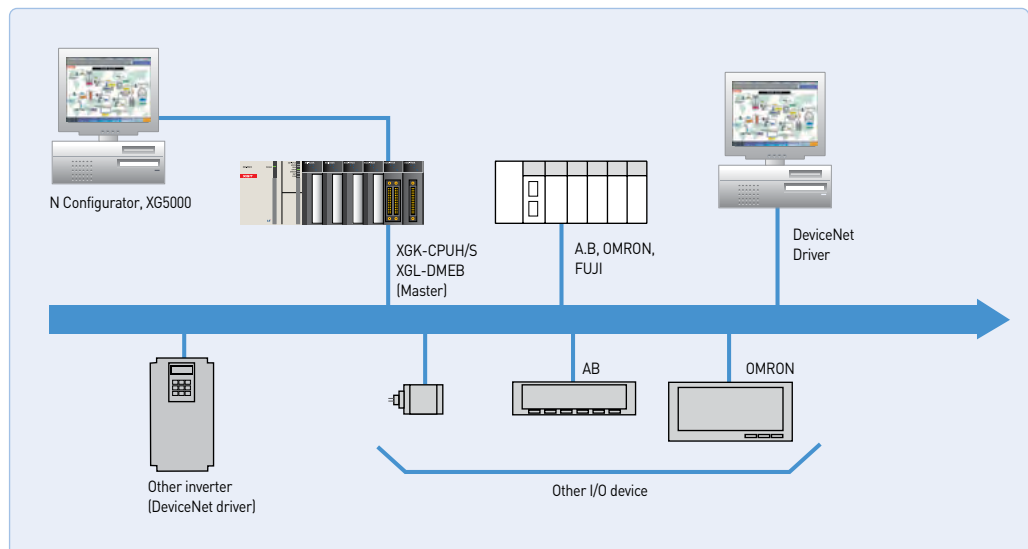 N Configurator, XG5000
XGK-CPUH/S
XGL-DMEB
(Master)
A.B, OMRON,
FUJI
DeviceNet
Driver
AB
OMRON
Other inverter
(DeviceNet driver)
Other I/O device